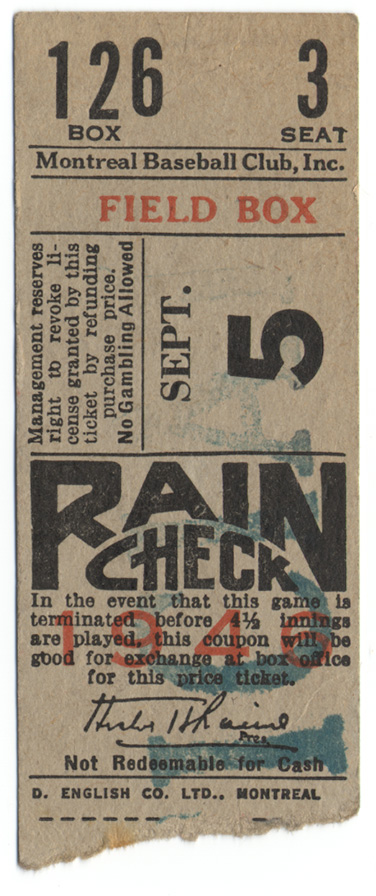 126 3
BOX SEAT
Montreal Baseball Club, Inc.
FIELD BOX
Management reserves
right to revoke li-
cense granted by this
ticket by refunding
purchase price.
No Gambling Allowed
SEPT. 5
RAIN
CHECK
In the event that this game is
terminated before 4½ innings
are played, this coupon will be
good for exchange at box office
for this price ticket.
Pres.
Not Redeemable for Cash
D. ENGLISH CO. LTD., MONTREAL